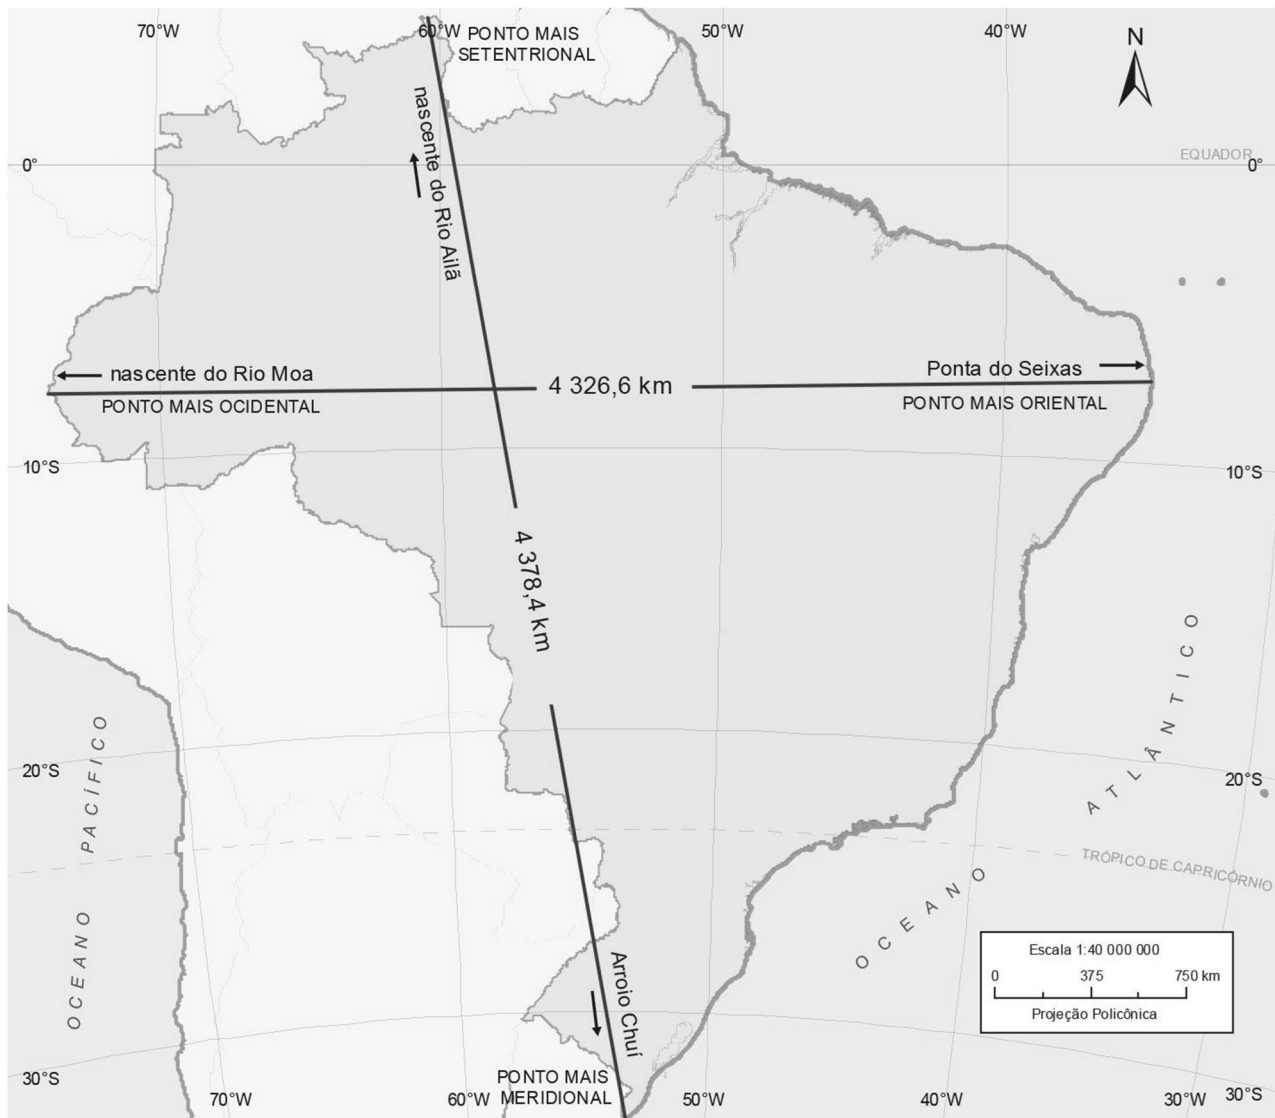 70°W
60°W
50°W
40°W
PONTO MAIS
SETENTRIONAL
N
nascente do Rio Ailã
EQUADOR
0°
0°
nascente do Rio Moa
4 326,6 km
Ponta do Seixas
PONTO MAIS OCIDENTAL
PONTO MAIS ORIENTAL
10°S
10°S
4 378,4 km
OCEANO PACÍFICO
OCEANO ATLÂNTICO
20°S
20°S
TRÓPICO DE CAPRICÓRNIO
Arroio Chuí
Escala 1:40 000 000
0 375 750 km
Projeção Policônica
PONTO MAIS
MERIDIONAL
30°S
30°S
70°W
60°W
50°W
40°W
30°W